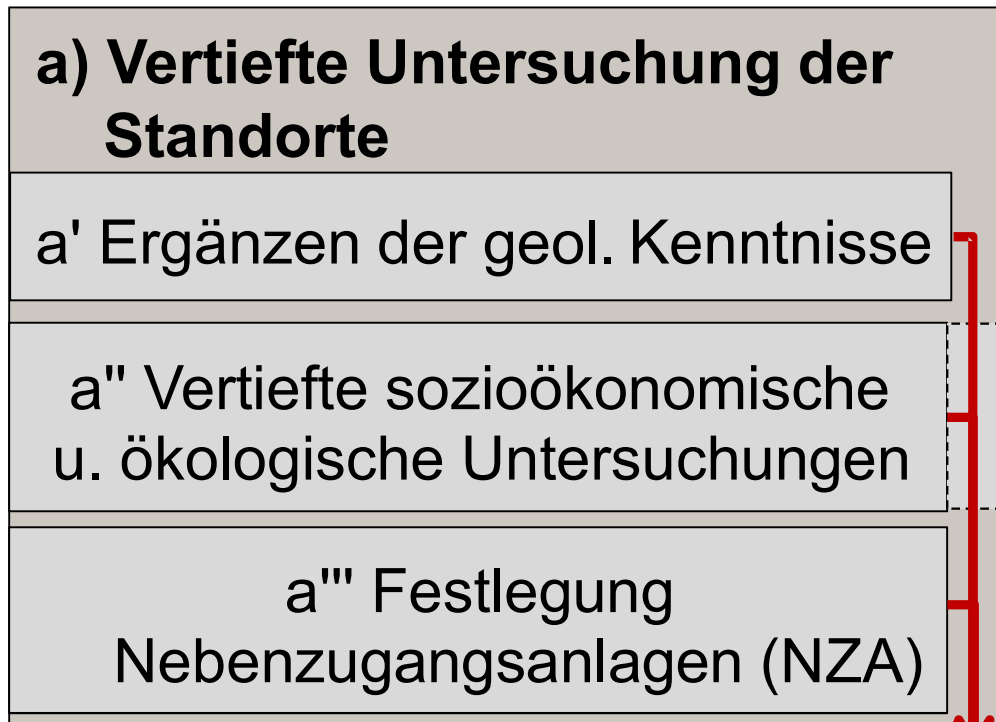 a) Vertiefte Untersuchung der
Standorte
a' Ergänzen der geol. Kenntnisse
a'' Vertiefte sozioökonomische
u. ökologische Untersuchungen
a''' Festlegung
Nebenzugangsanlagen (NZA)